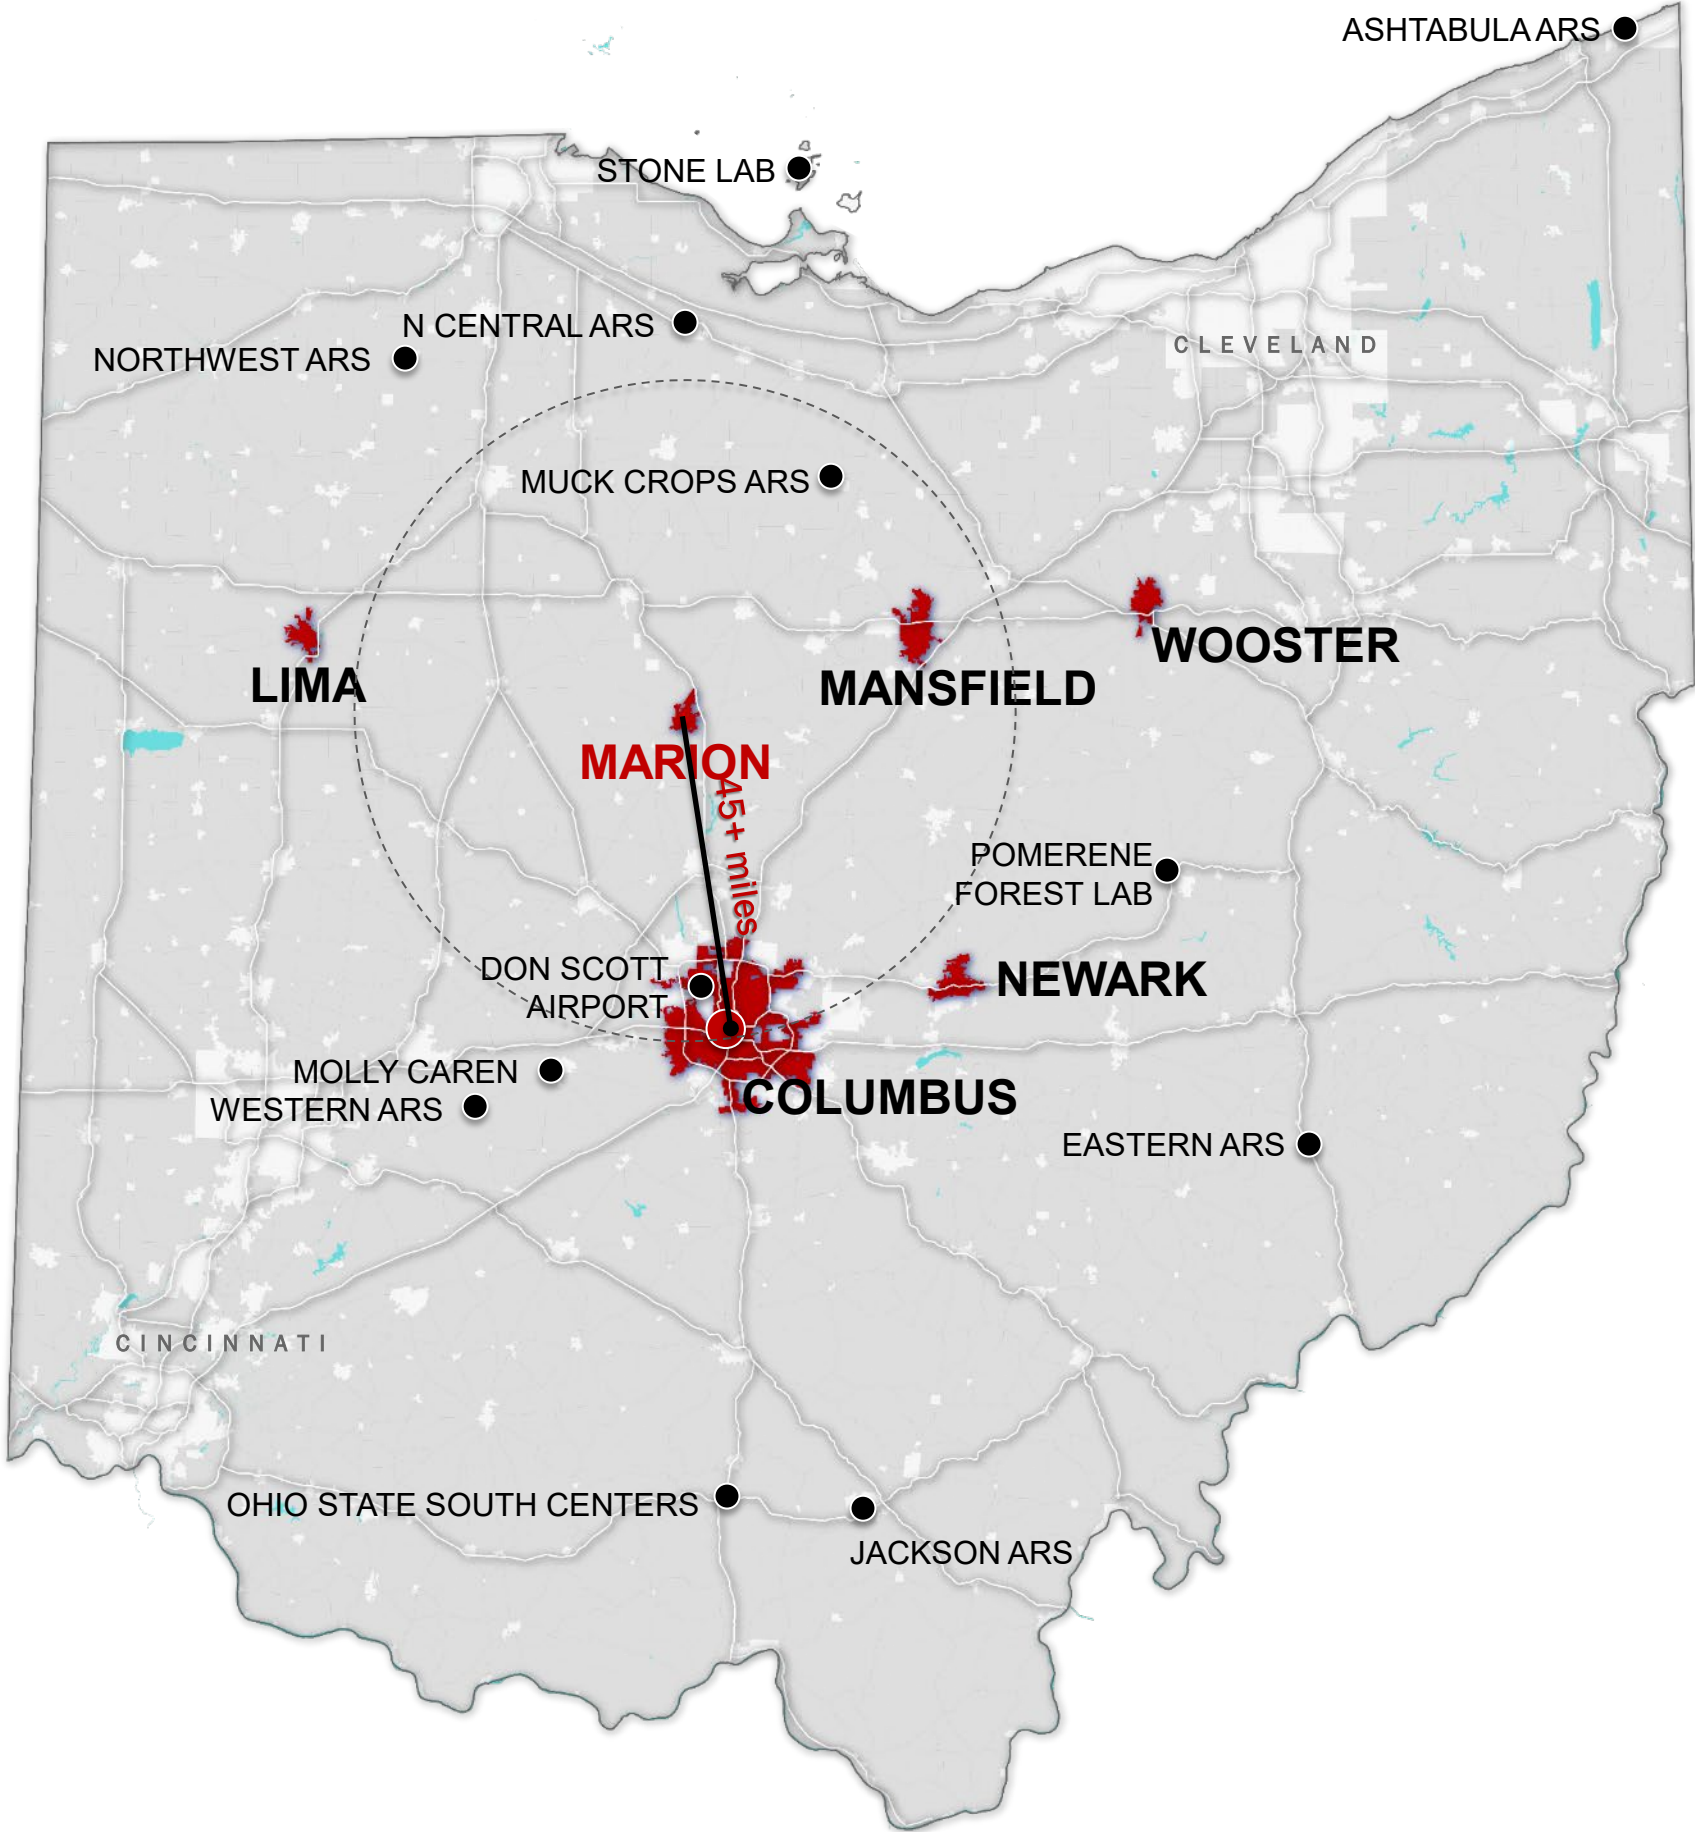 ASHTABULA ARS
STONE LAB
N CENTRAL ARS
NORTHWEST ARS
CLEVELAND
MUCK CROPS ARS
WOOSTER
LIMA
MANSFIELD
MARION
45+ miles
POMERENE
FOREST LAB
DON SCOTT
AIRPORT
NEWARK
MOLLY CAREN
WESTERN ARS
COLUMBUS
EASTERN ARS
CINCINNATI
OHIO STATE SOUTH CENTERS
JACKSON ARS